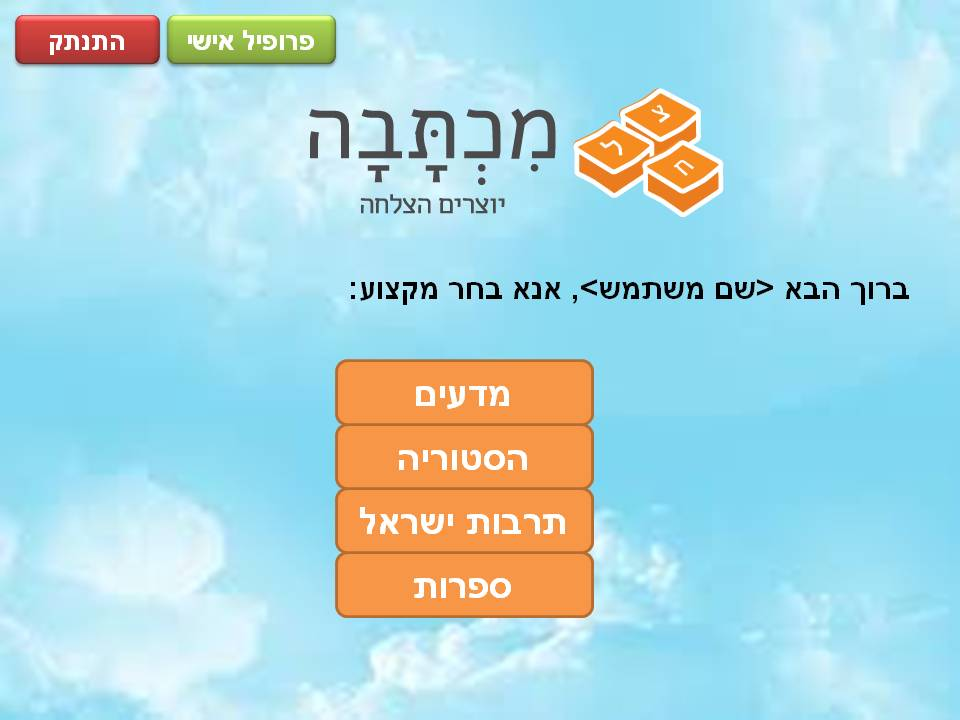 פרופיל אישי
התנתק
מִכְתָּבָה
צ
ל
ח
יוצרים הצלחה
ברוך הבא <שם משתמש>, אנא בחר מקצוע:
מדעים
הסטוריה
תרבות ישראל
ספרות